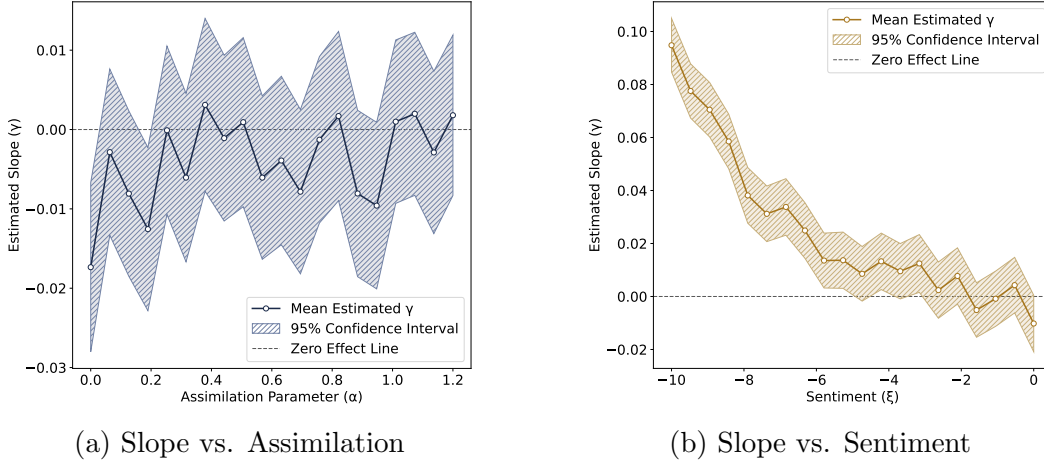 0.01
0.00
−0.01
−0.02
−0.03
Estimated Slope (γ)
Mean Estimated γ
95% Confidence Interval
Zero Effect Line
0.0 0.2 0.4 0.6 0.8 1.0 1.2
Assimilation Parameter (α)
(a) Slope vs. Assimilation
0.10
0.08
0.06
0.04
0.02
0.00
−0.02
Estimated Slope (γ)
Mean Estimated γ
95% Confidence Interval
Zero Effect Line
−10 −8 −6 −4 −2 0
Sentiment (ξ)
(b) Slope vs. Sentiment